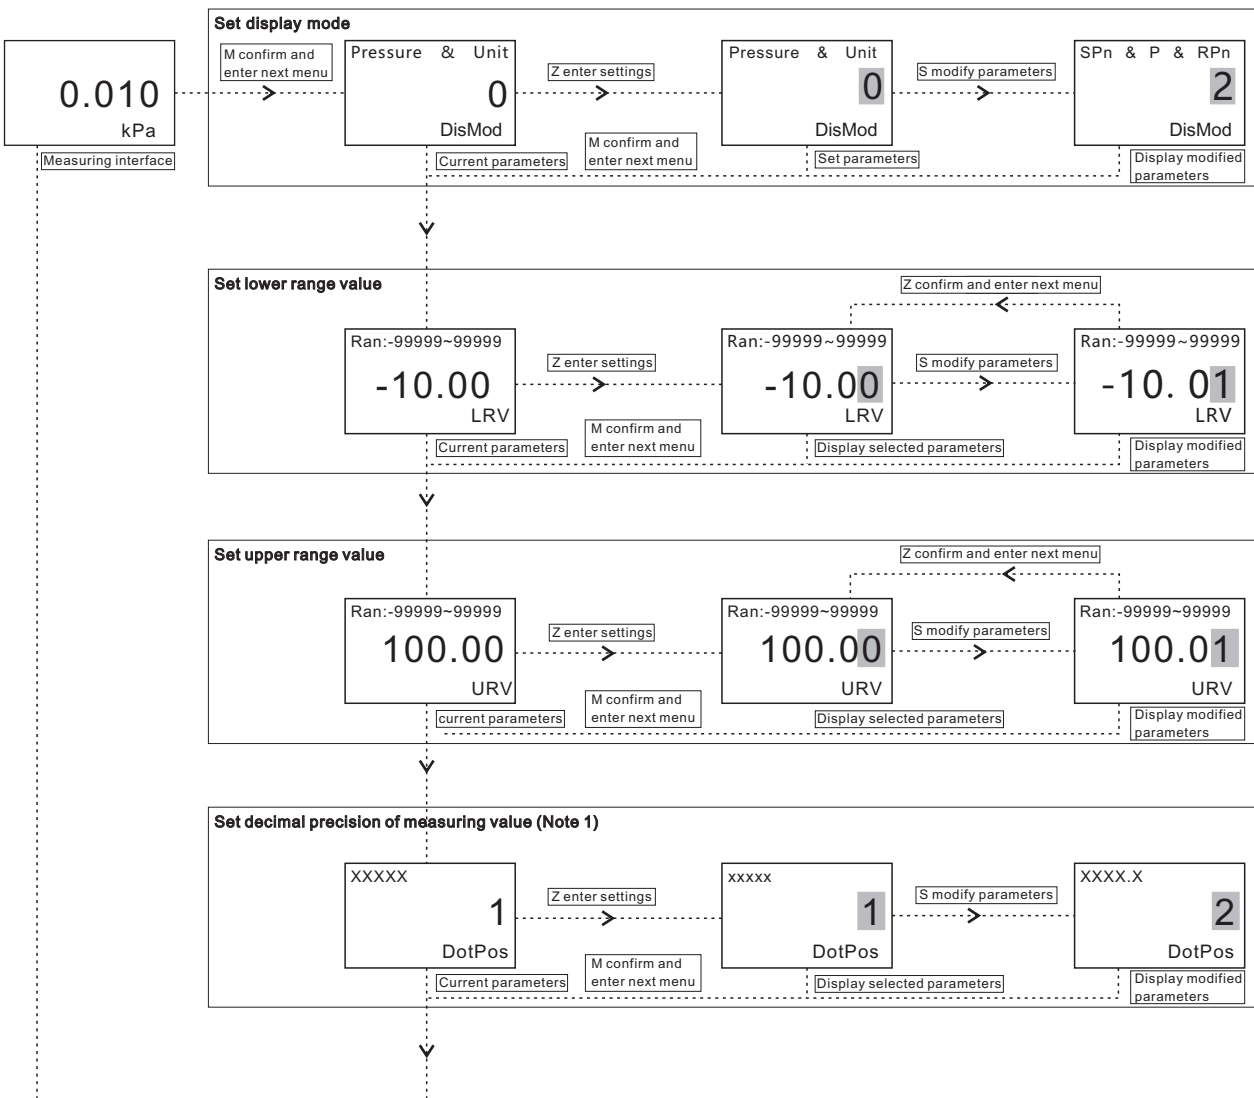 Set display mode
M confirm and
enter next menu
0.010
kPa
Measuring interface
Pressure & Unit
0
DisMod
Current parameters
Z enter settings
M confirm and
enter next menu
Pressure & Unit
0
DisMod
Set parameters
S modify parameters
SPn & P & RPn
2
DisMod
Display modified
parameters
Set lower range value
Z confirm and enter next menu
Ran:-99999~99999
-10.00
LRV
Current parameters
Z enter settings
M confirm and
enter next menu
Ran:-99999~99999
-10.00
LRV
Display selected parameters
S modify parameters
Ran:-99999~99999
-10. 01
LRV
Display modified
parameters
Set upper range value
Z confirm and enter next menu
Ran:-99999~99999
100.00
URV
current parameters
Z enter settings
M confirm and
enter next menu
Ran:-99999~99999
100.00
URV
Display selected parameters
S modify parameters
Ran:-99999~99999
100.01
URV
Display modified
parameters
Set decimal precision of measuring value (Note 1)
XXXXX
1
DotPos
Current parameters
Z enter settings
M confirm and
enter next menu
xxxxx
1
DotPos
Display selected parameters
S modify parameters
XXXX.X
2
DotPos
Display modified
parameters